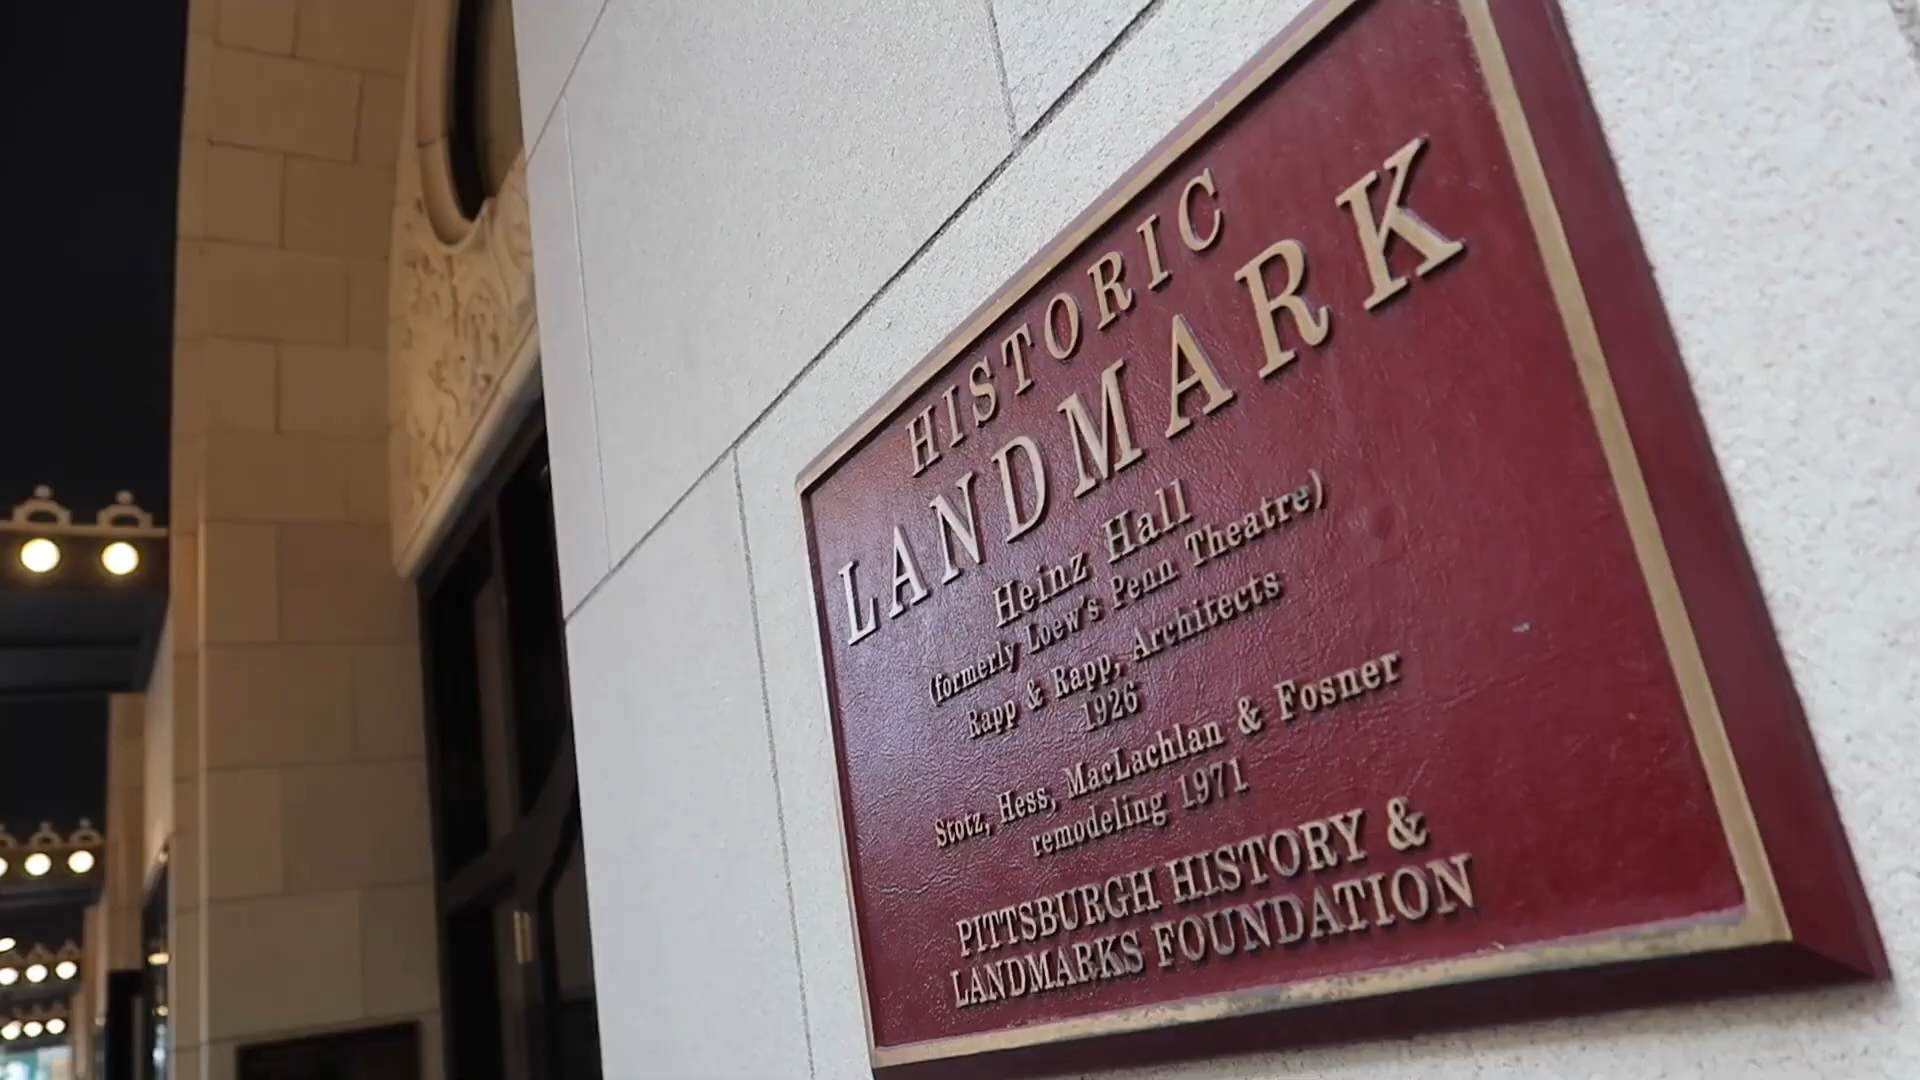 HISTORIC
LANDMARK
Heinz Hall
(formerly Loew's Penn Theatre)
Rapp & Rapp, Architects
1926
Stotz, Hess, MacLachlan & Fosner
remodeling 1971
PITTSBURGH HISTORY &
LANDMARKS FOUNDATION